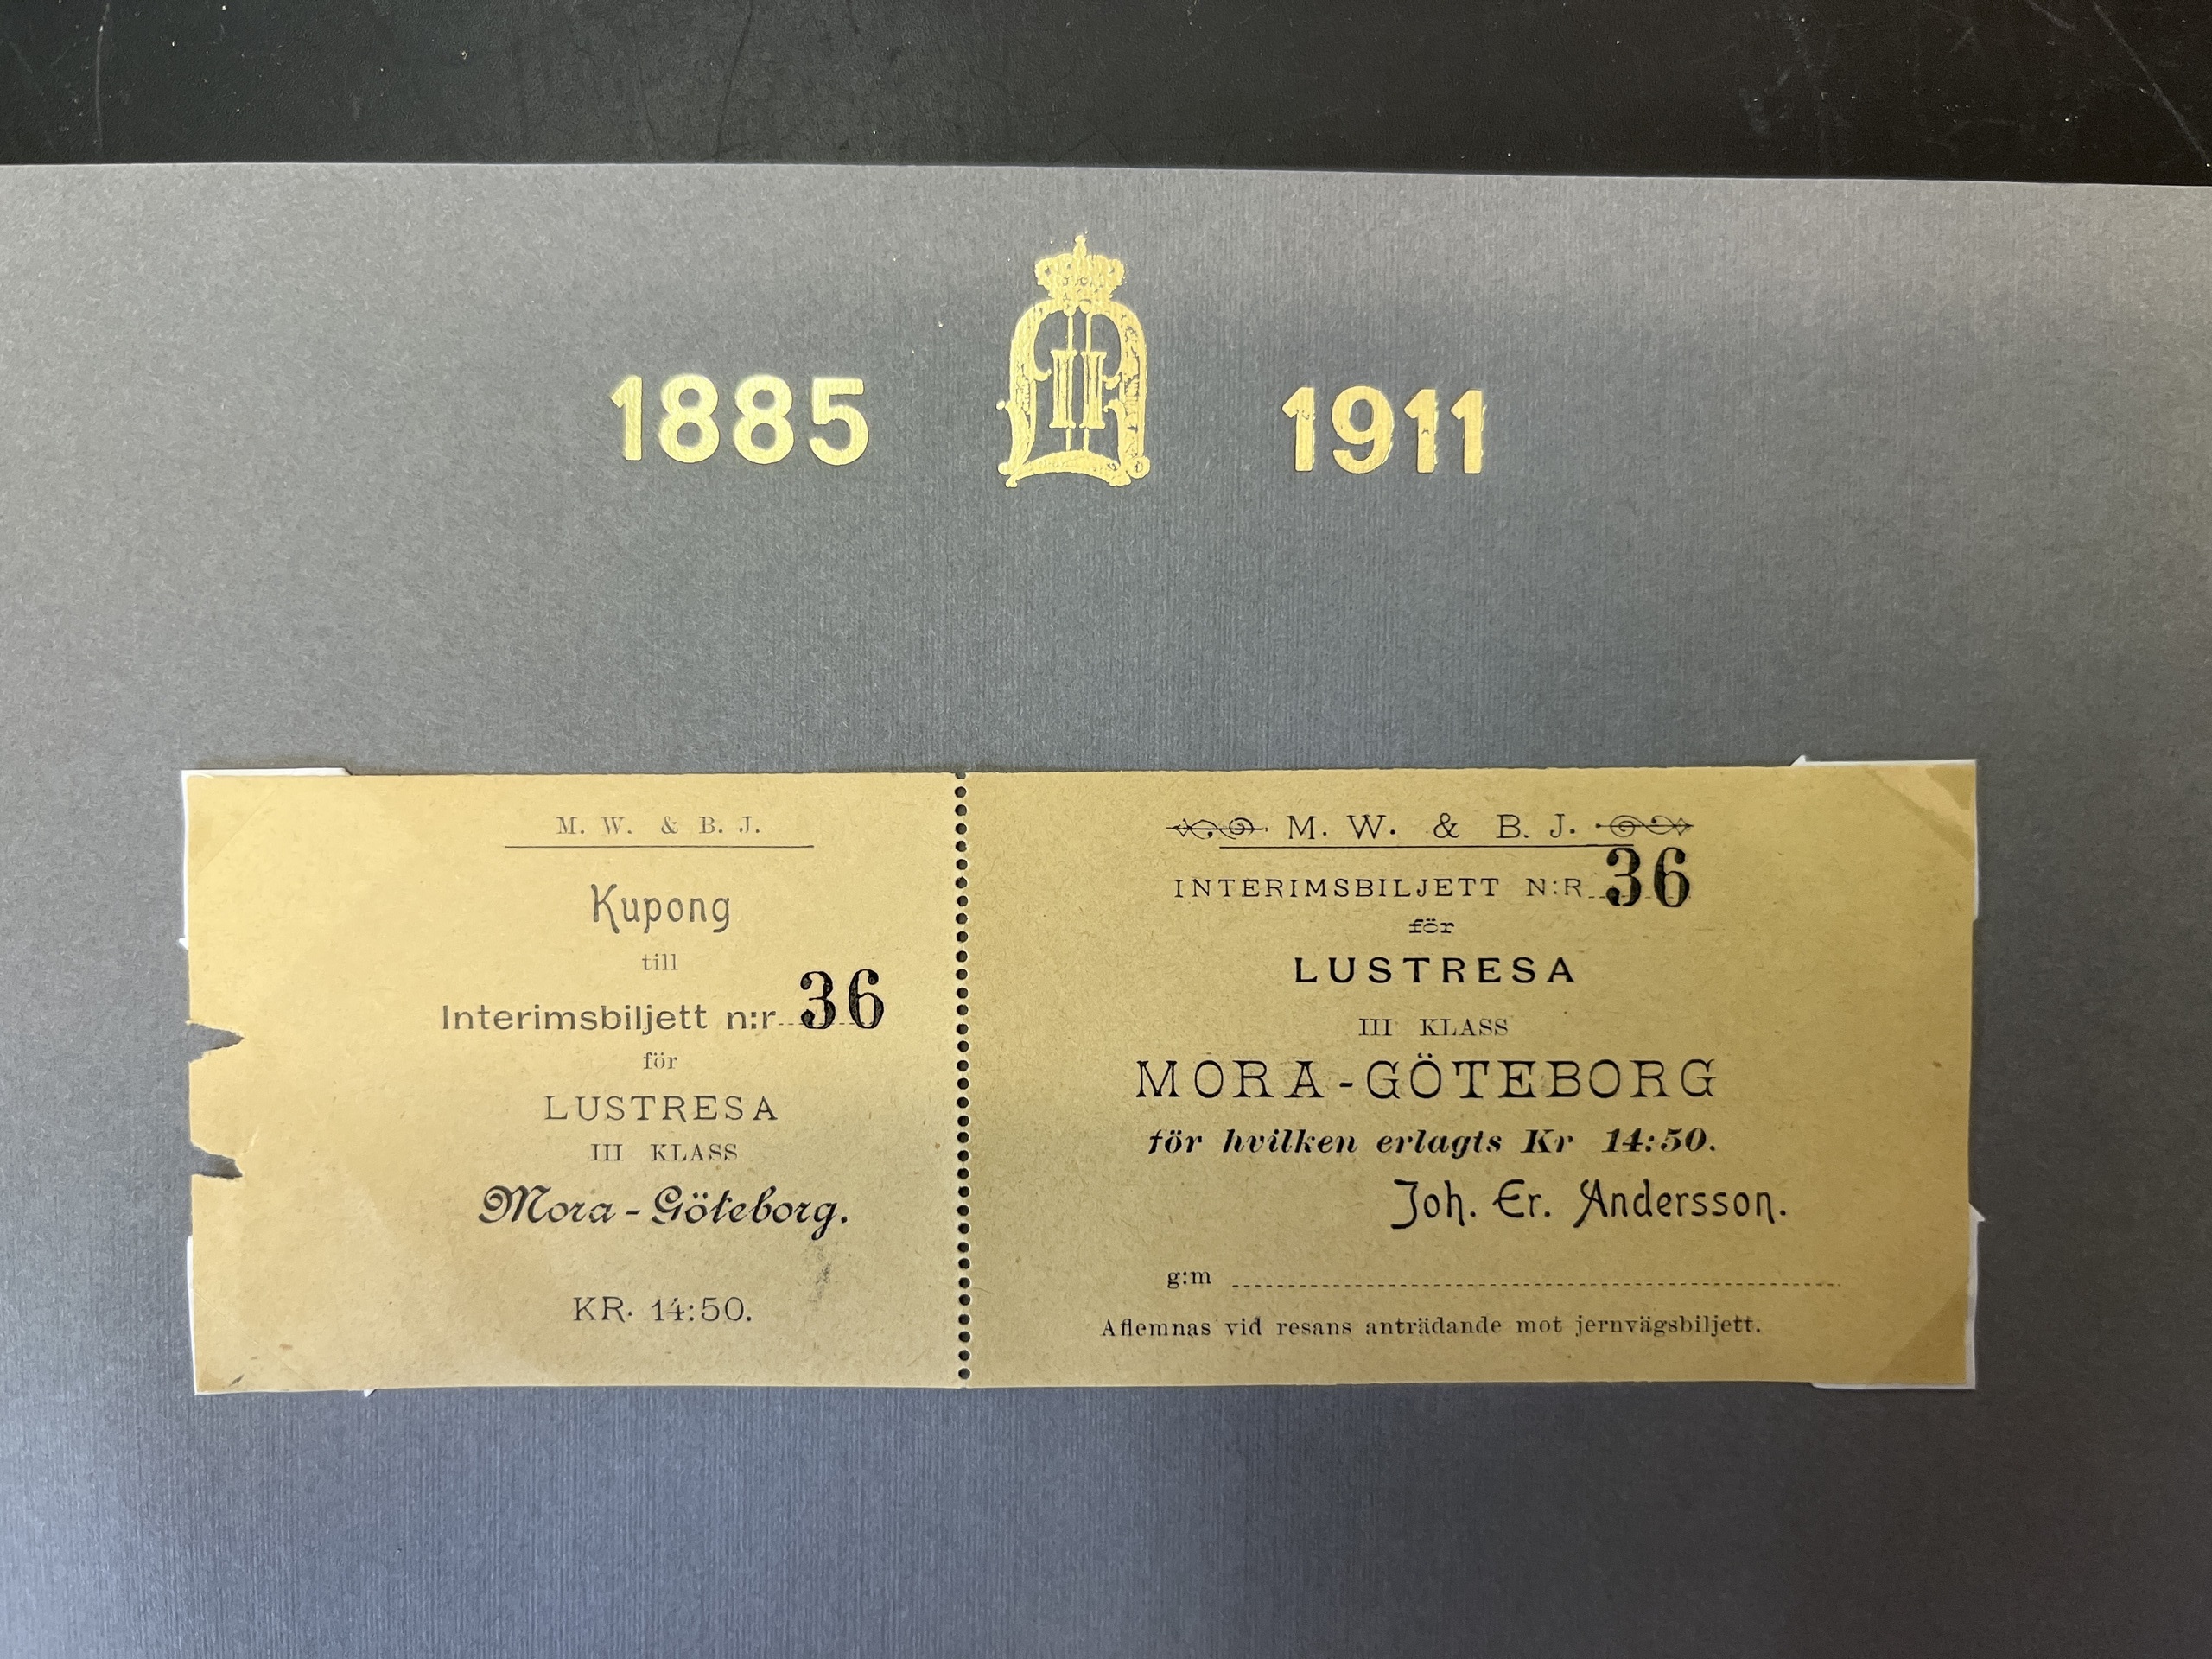 1885 II 1911
M. W. & B. J.
Kupong
till
Interimsbiljett n:r 36
för
LUSTRESA
III KLASS
Mora-Göteborg.
KR. 14:50.
M. W. & B. J.
INTERIMSBILJETT N:R 36
för
LUSTRESA
III KLASS
MORA-GÖTEBORG
för hvilken erlagts Kr 14:50.
Joh. Er. Andersson.
g:m
Aflemnas vid resans anträdande mot jernvägsbiljett.